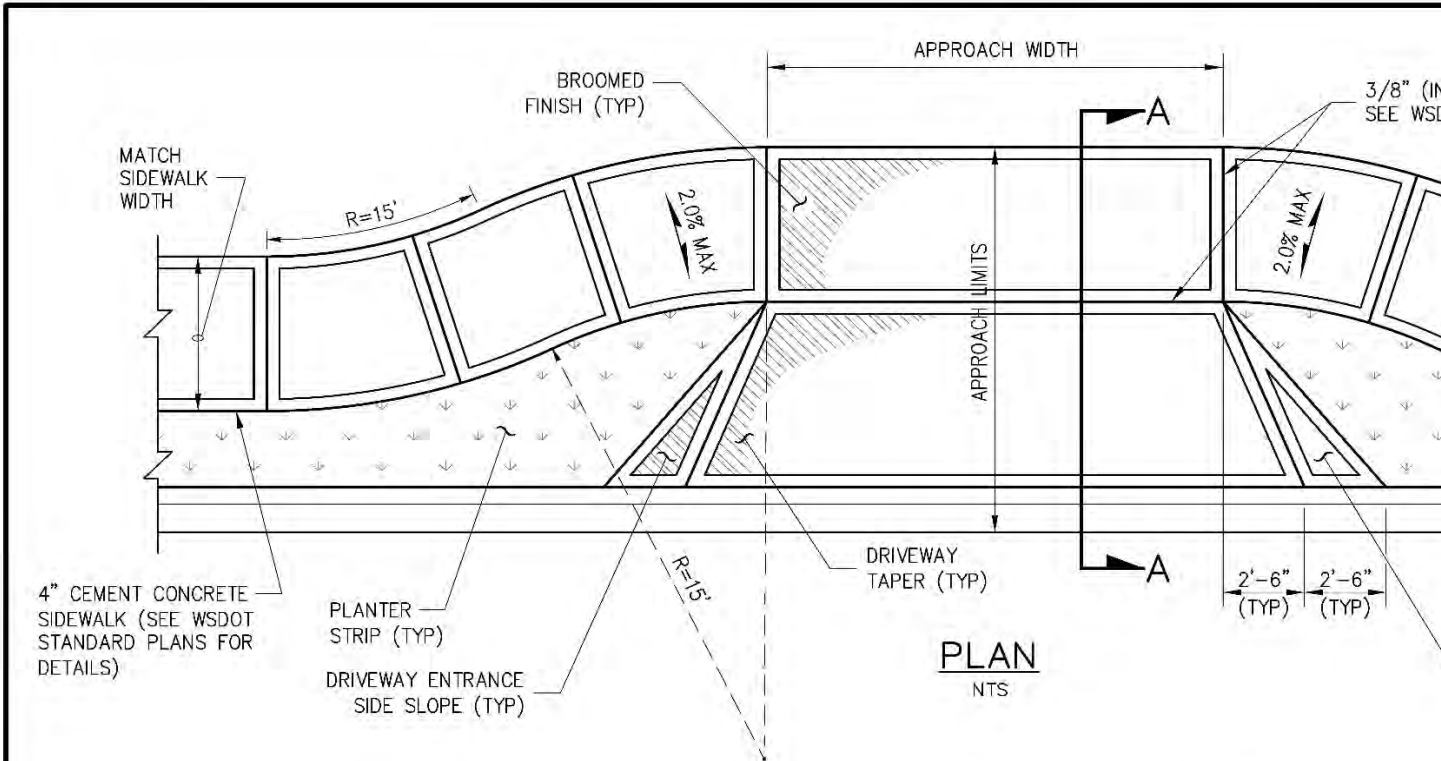 APPROACH WIDTH
BROOMED
FINISH (TYP)
A
3/8" (IN
SEE WSD
MATCH
SIDEWALK
WIDTH
R=15'
2.0% MAX
2.0% MAX
APPROACH LIMITS
4" CEMENT CONCRETE
SIDEWALK (SEE WSDOT
STANDARD PLANS FOR
DETAILS)
PLANTER
STRIP (TYP)
DRIVEWAY ENTRANCE
SIDE SLOPE (TYP)
R=15'
DRIVEWAY
TAPER (TYP)
A
2'-6"
(TYP)
2'-6"
(TYP)
PLAN
NTS